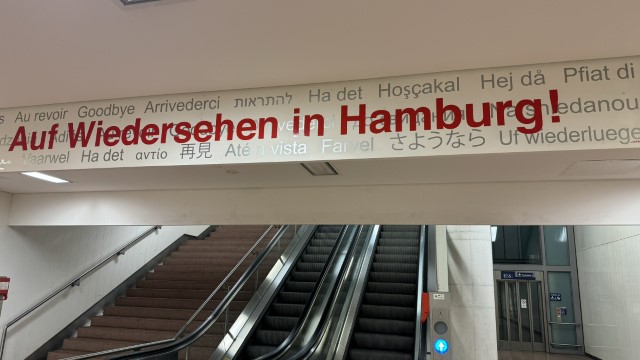 Au revoir Goodbye Arrivederci להתראות Ha det Hoşçakal Hej då Pfiat di
Auf Wiedersehen in Hamburg!
Vaarwel Ha det αντίο 再見 Até a vista Farvel さようなら Uf wiederluege